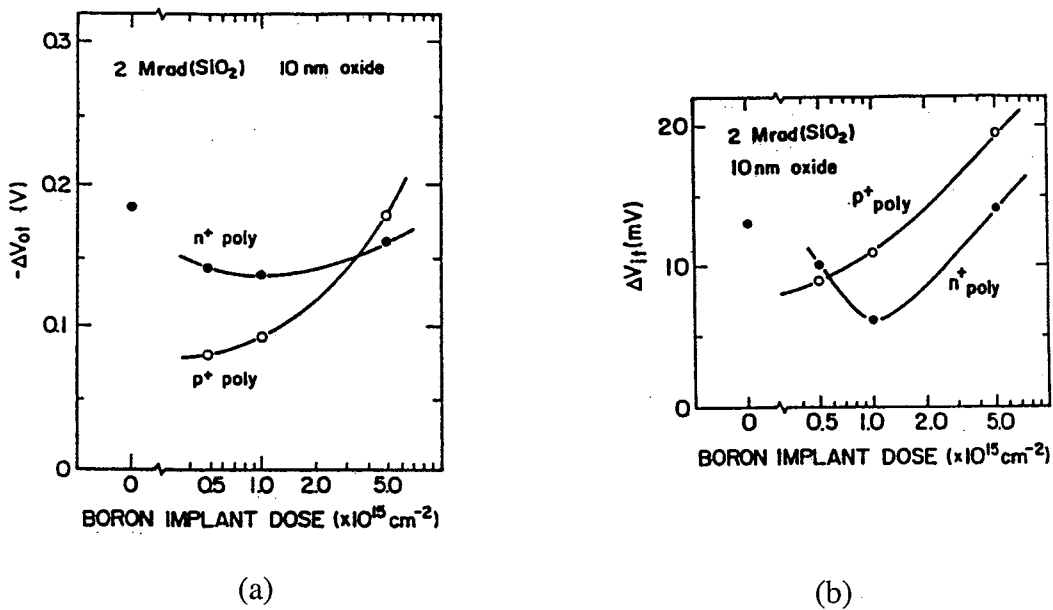 0.3
2 Mrad(SiO2) 10 nm oxide
0.2
n+ poly
0.1
p+ poly
0
-ΔVot (V)
0 0.5 1.0 2.0 5.0
BORON IMPLANT DOSE (×10^15 cm^-2)
(a)
20
2 Mrad(SiO2)
10 nm oxide
p+ poly
10
n+ poly
0
ΔVit (mV)
0 0.5 1.0 2.0 5.0
BORON IMPLANT DOSE (×10^15 cm^-2)
(b)